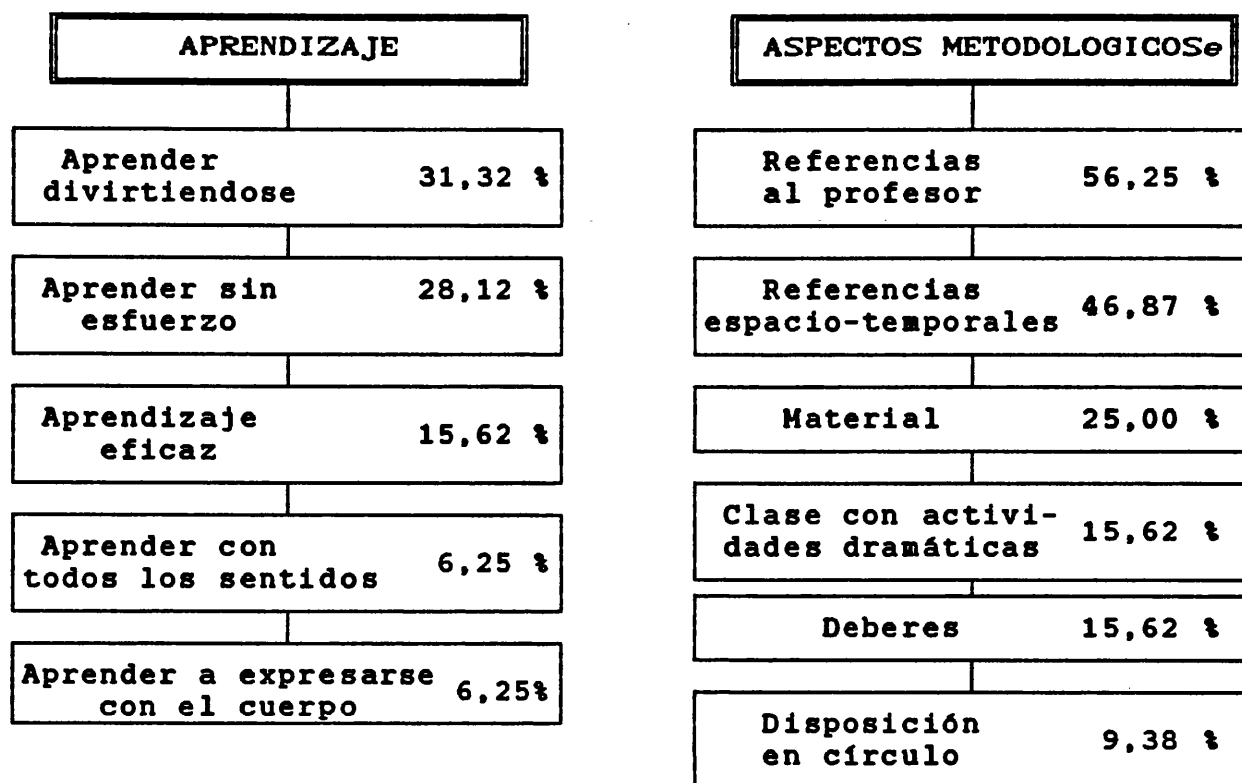 APRENDIZAJE
Aprender
divirtiendose 31,32 %
Aprender sin 28,12 %
esfuerzo
Aprendizaje
eficaz 15,62 %
Aprender con
todos los sentidos 6,25 %
Aprender a expresarse
con el cuerpo 6,25%
ASPECTOS METODOLOGICOSe
Referencias
al profesor 56,25 %
Referencias
espacio-temporales 46,87 %
Material 25,00 %
Clase con activi-
dades dramáticas 15,62 %
Deberes 15,62 %
Disposición
en círculo 9,38 %